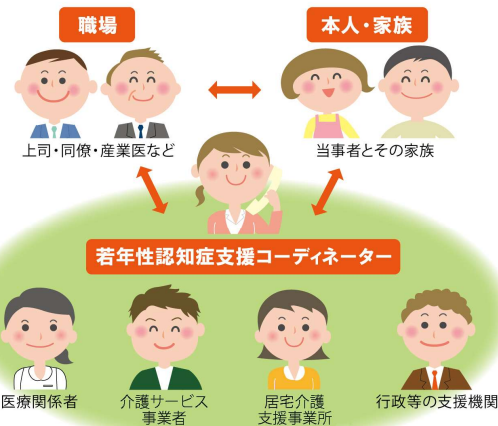 職場
本人・家族
上司・同僚・産業医など
当事者とその家族
若年性認知症支援コーディネーター
医療関係者
介護サービス
事業者
居宅介護
支援事業所
行政等の支援機関